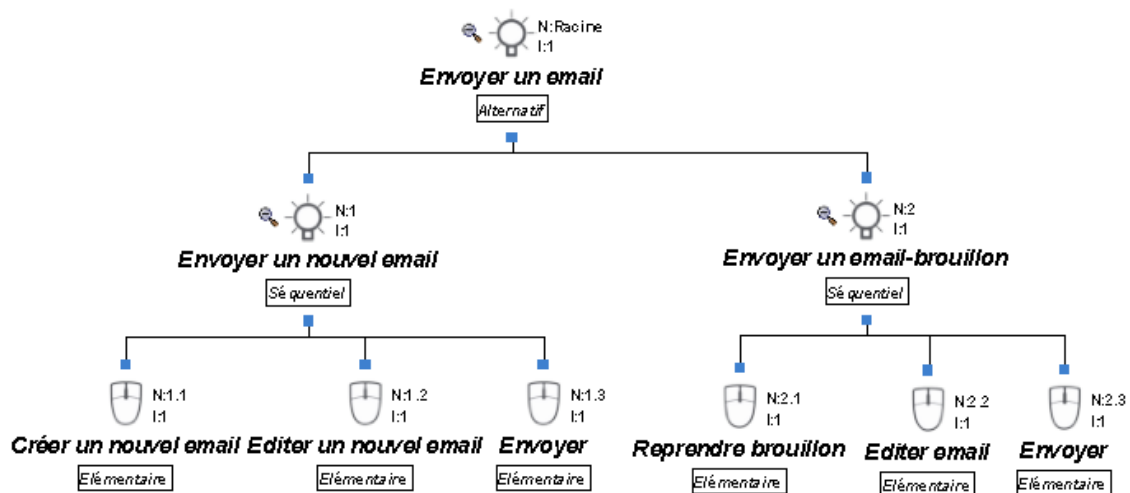 N:Racine
I:1
Envoyer un email
Alternatif
N:1
I:1
Envoyer un nouvel email
Séquentiel
N:2
I:1
Envoyer un email-brouillon
Séquentiel
N:1.1
I:1
Créer un nouvel email
Elémentaire
N:1.2
I:1
Editer un nouvel email
Elémentaire
N:1.3
I:1
Envoyer
Elémentaire
N:2.1
I:1
Reprendre brouillon
Elémentaire
N:2.2
I:1
Editer email
Elémentaire
N:2.3
I:1
Envoyer
Elémentaire